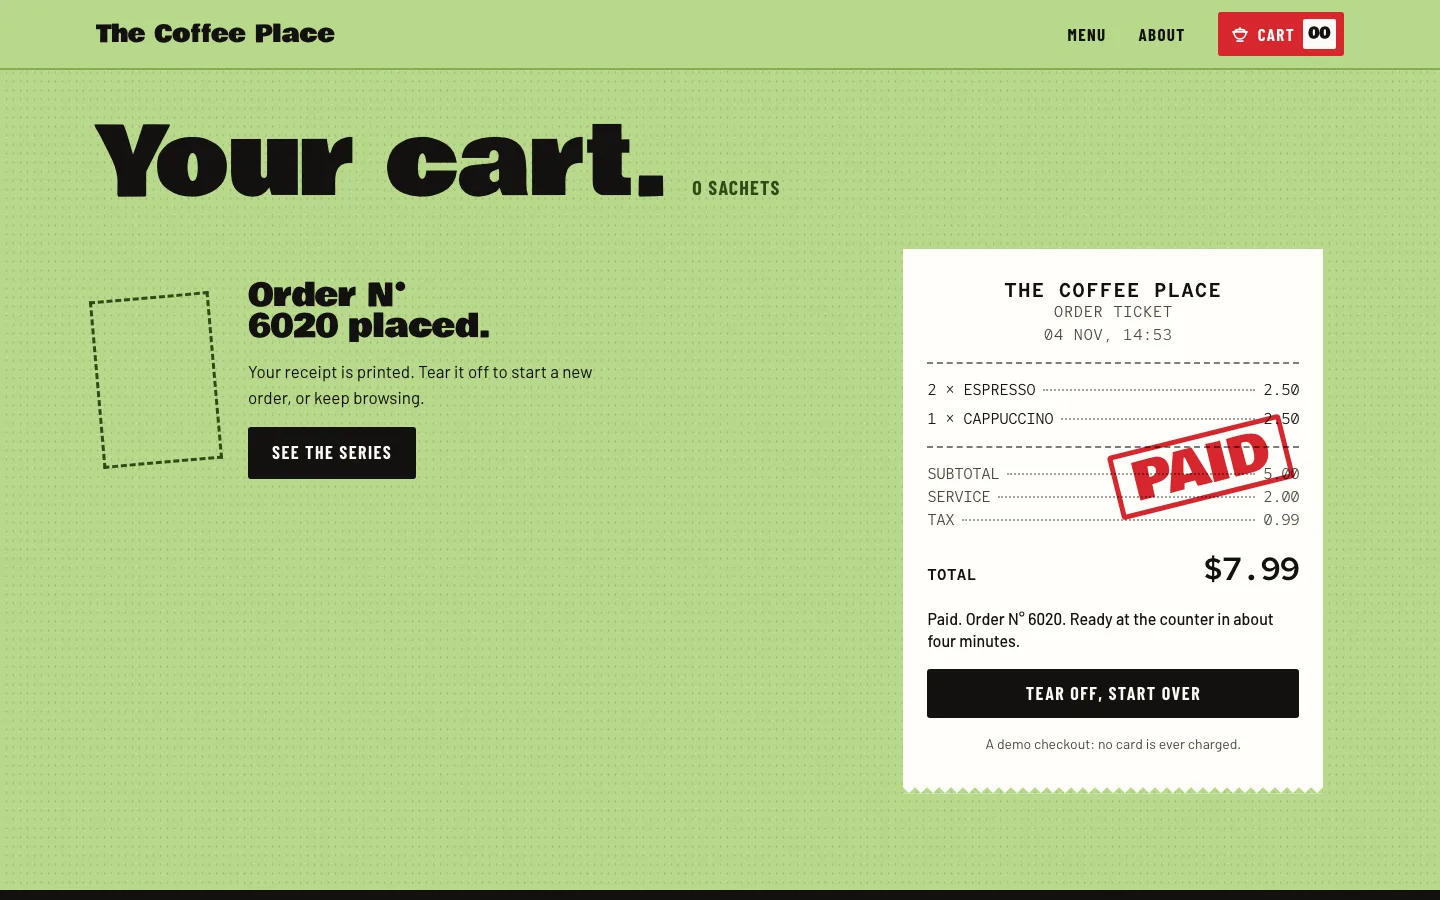 The Coffee Place
MENU
ABOUT
CART 00
Your cart.
0 SACHETS
Order N°
6020 placed.
Your receipt is printed. Tear it off to start a new
order, or keep browsing.
SEE THE SERIES
THE COFFEE PLACE
ORDER TICKET
04 NOV, 14:53
2 × ESPRESSO 2.50
1 × CAPPUCCINO 2.50
PAID
SUBTOTAL 5.00
SERVICE 2.00
TAX 0.99
TOTAL $7.99
Paid. Order N° 6020. Ready at the counter in about
four minutes.
TEAR OFF, START OVER
A demo checkout: no card is ever charged.